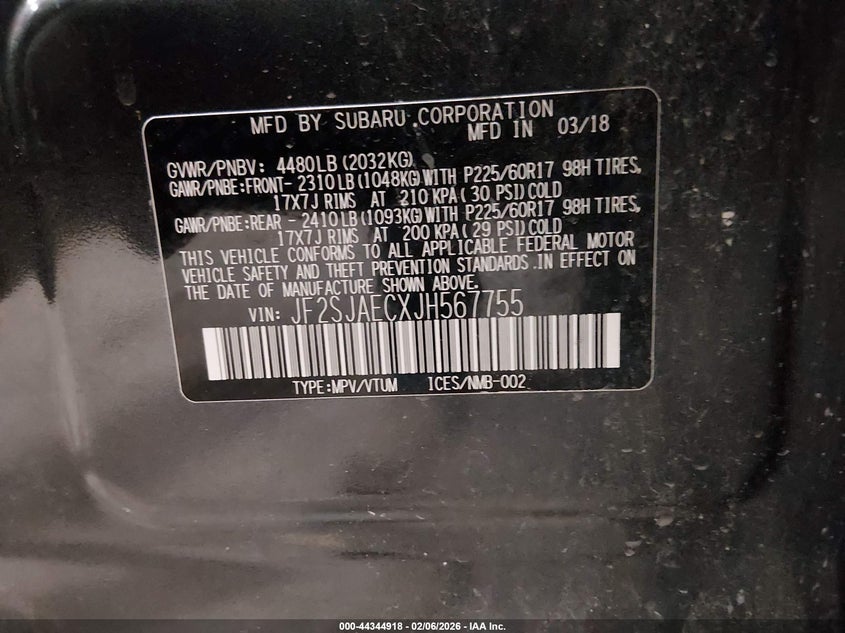 MFD BY SUBARU CORPORATION
MFD IN 03/18
GVWR/PNBV: 4480LB(2032KG)
GAWR/PNBE:FRONT- 2310LB(1048KG)WITH P225/60R17 98H TIRES,
17X7J RIMS AT 210 KPA(30 PSI)COLD
GAWR/PNBE:REAR - 2410LB(1093KG)WITH P225/60R17 98H TIRES,
17X7J RIMS AT 200 KPA(29 PSI)COLD
THIS VEHICLE CONFORMS TO ALL APPLICABLE FEDERAL MOTOR
VEHICLE SAFETY AND THEFT PREVENTION STANDARDS IN EFFECT ON
THE DATE OF MANUFACTURE SHOWN ABOVE.
VIN: JF2SJAECXJH567755
TYPE:MPV/VTUM ICES/NMB-002
000-44344918 - 02/06/2026 - IAA Inc.